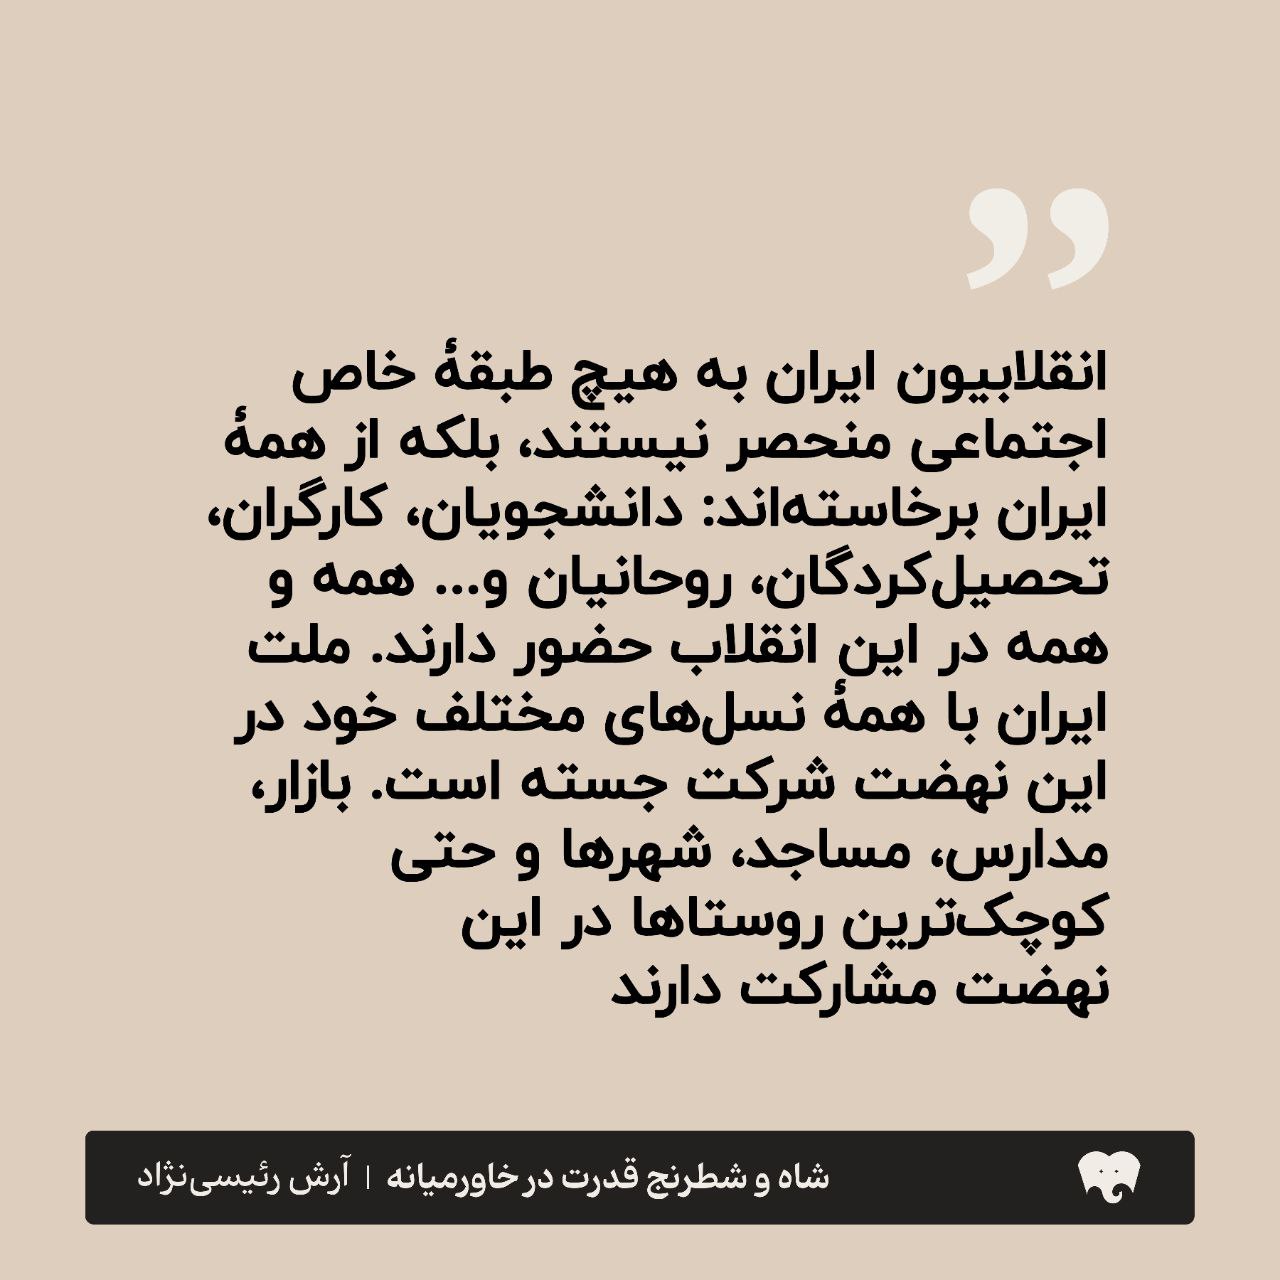 ”
انقلابیون ایران به هیچ طبقهٔ خاص
اجتماعی منحصر نیستند، بلکه از همهٔ
ایران برخاسته‌اند: دانشجویان، کارگران،
تحصیل‌کردگان، روحانیان و... همه و
همه در این انقلاب حضور دارند. ملت
ایران با همهٔ نسل‌های مختلف خود در
این نهضت شرکت جسته است. بازار،
مدارس، مساجد، شهرها و حتی
کوچک‌ترین روستاها در این
نهضت مشارکت دارند
شاه و شطرنج قدرت در خاورمیانه | آرش رئیسی‌نژاد